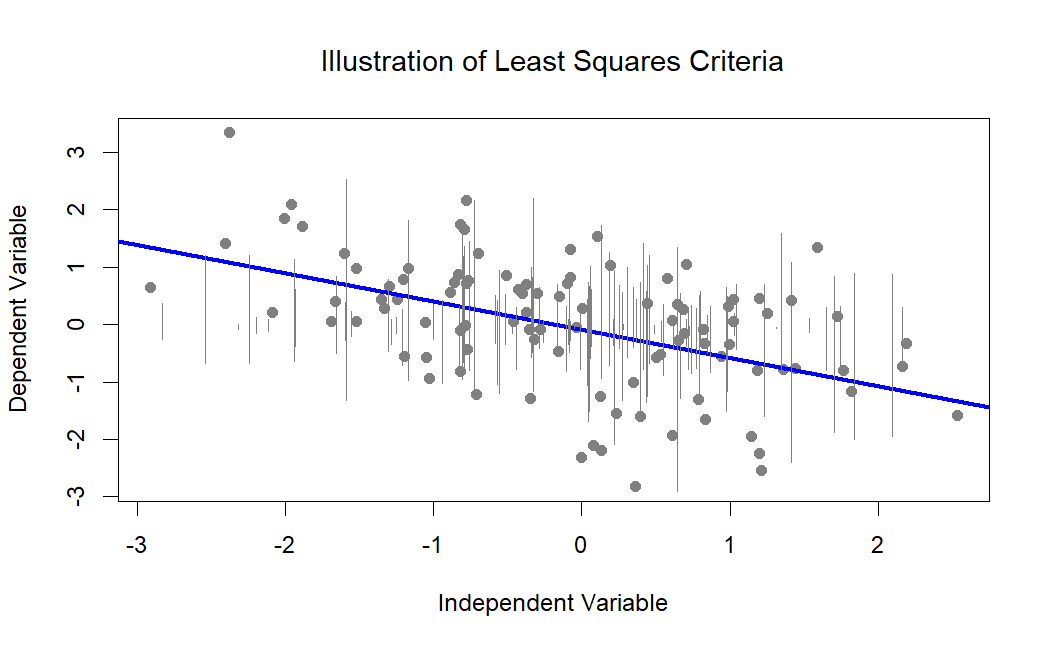 Illustration of Least Squares Criteria
Dependent Variable
3
2
1
0
-1
-2
-3
-3 -2 -1 0 1 2
Independent Variable